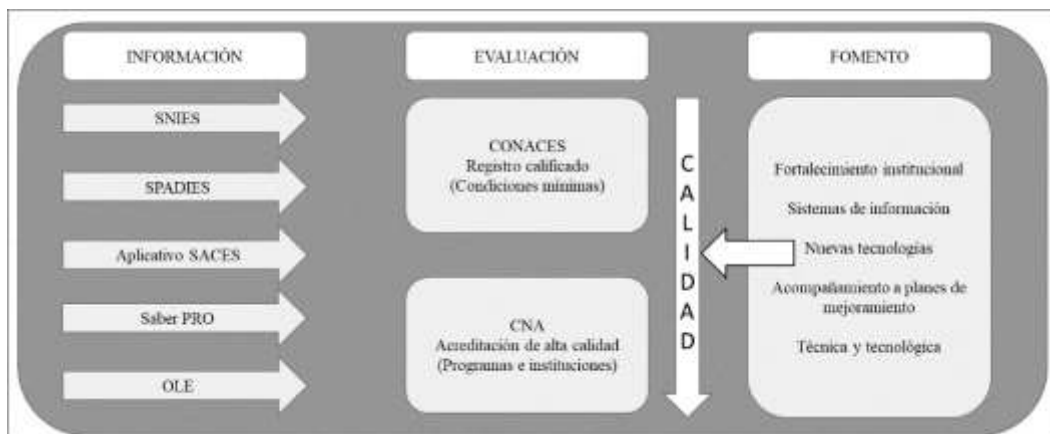 INFORMACIÓN
SNIES
SPADIES
Aplicativo SACES
Saber PRO
OLE
EVALUACIÓN
CONACES
Registro calificado
(Condiciones mínimas)
CNA
Acreditación de alta calidad
(Programas e instituciones)
CALIDAD
FOMENTO
Fortalecimiento institucional
Sistemas de información
Nuevas tecnologías
Acompañamiento a planes de
mejoramiento
Técnica y tecnológica